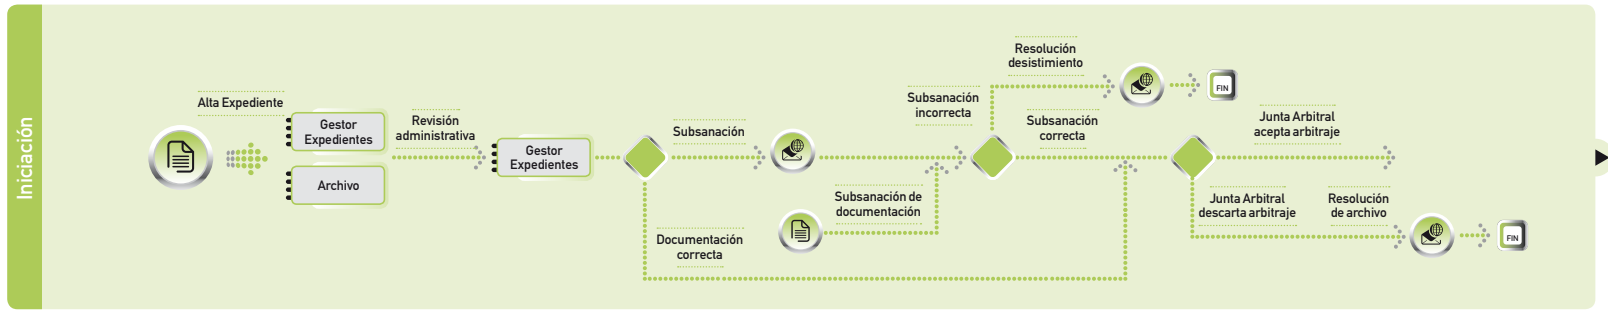 Iniciación
Alta Expediente
Gestor
Expedientes
Archivo
Revisión
administrativa
Gestor
Expedientes
Subsanación
Documentación
correcta
Subsanación de
documentación
Subsanación
incorrecta
Resolución
desistimiento
FIN
Subsanación
correcta
Junta Arbitral
acepta arbitraje
Junta Arbitral
descarta arbitraje
Resolución
de archivo
FIN